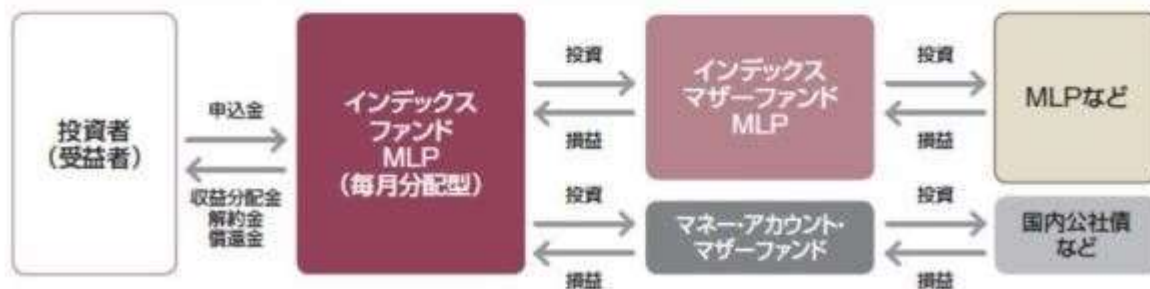 投資者
(受益者)
申込金
収益分配金
解約金
償還金
インデックス
ファンド
MLP
(毎月分配型)
投資
損益
投資
損益
インデックス
マザーファンド
MLP
マネー・アカウント・
マザーファンド
投資
損益
投資
損益
MLPなど
国内公社債
など